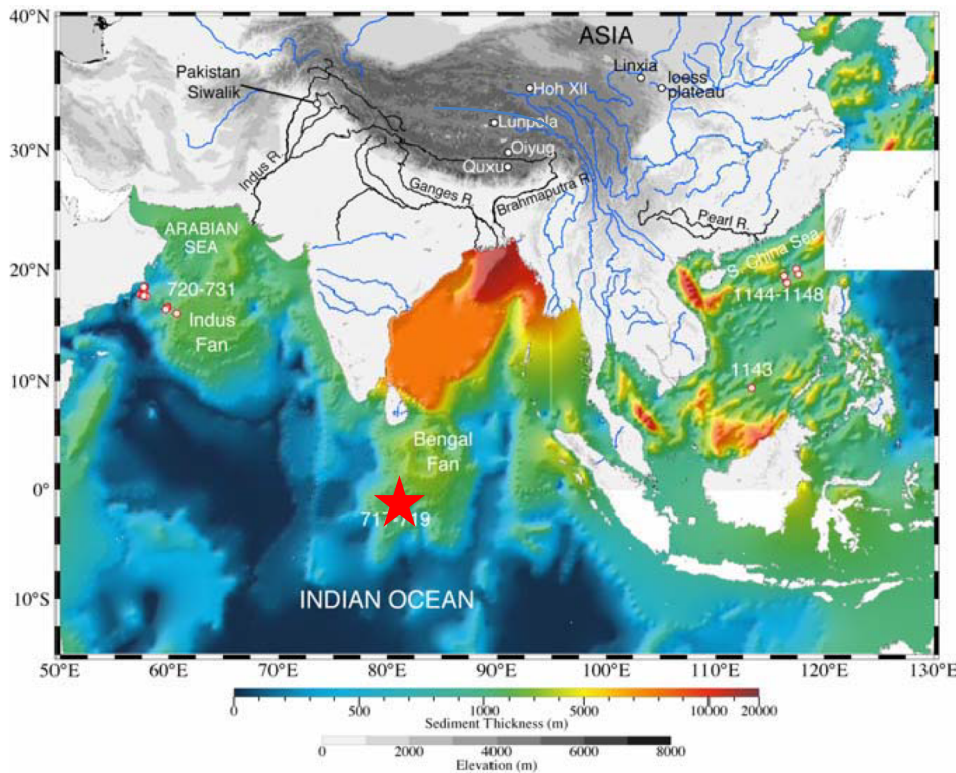 40°N
ASIA
Linxia
loess
plateau
Pakistan
Siwalik
Hoh Xil
Lunpola
30°N
Oiyug
Quxu
Indus R.
Ganges R.
Brahmaputra R.
Pearl R.
ARABIAN
SEA
S. China Sea
20°N
720-731
1144-1148
Indus
Fan
1143
10°N
Bengal
Fan
0°
INDIAN OCEAN
10°S
50°E 60°E 70°E 80°E 90°E 100°E 110°E 120°E 130°E
0 500 1000 5000 10000 20000
Sediment Thickness (m)
0 2000 4000 6000 8000
Elevation (m)